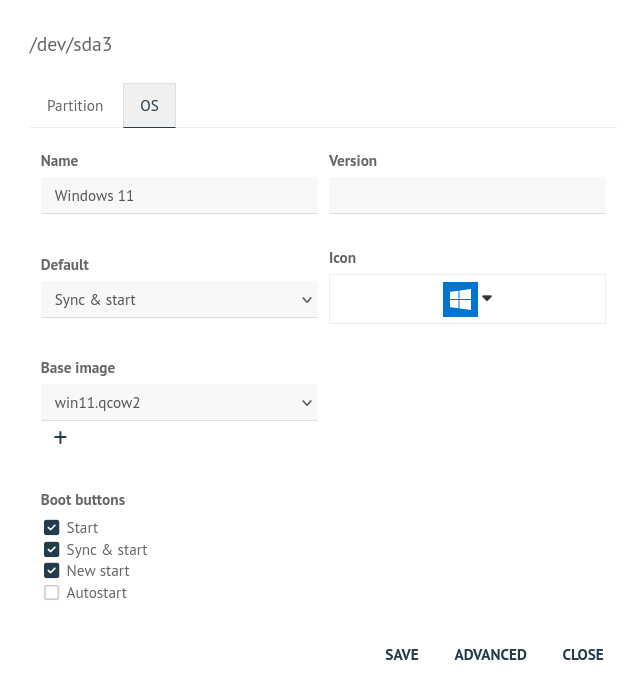 /dev/sda3
Partition OS
Name Version
Windows 11
Default Icon
Sync & start
Base image
win11.qcow2
+
Boot buttons
Start
Sync & start
New start
Autostart
SAVE ADVANCED CLOSE